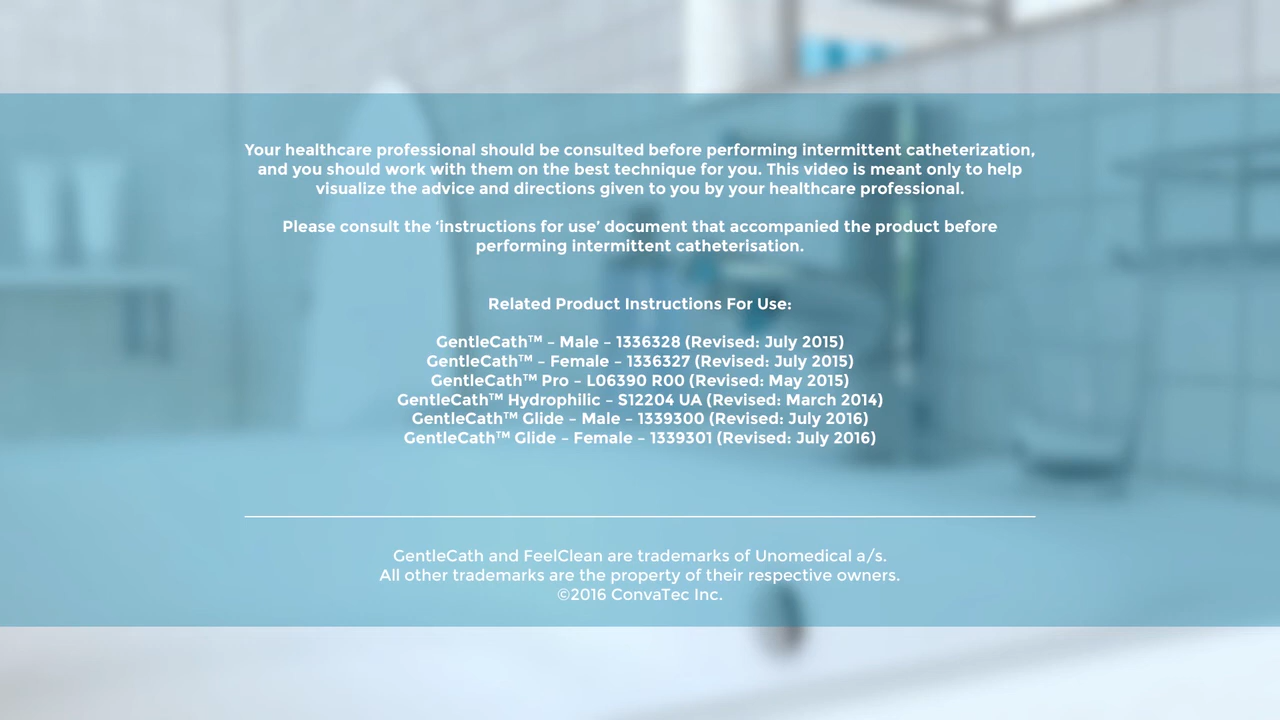 Your healthcare professional should be consulted before performing intermittent catheterization,
and you should work with them on the best technique for you. This video is meant only to help
visualize the advice and directions given to you by your healthcare professional.
Please consult the ‘instructions for use’ document that accompanied the product before
performing intermittent catheterisation.
Related Product Instructions For Use:
GentleCath™ – Male – 1336328 (Revised: July 2015)
GentleCath™ – Female – 1336327 (Revised: July 2015)
GentleCath™ Pro – L06390 R00 (Revised: May 2015)
GentleCath™ Hydrophilic – S12204 UA (Revised: March 2014)
GentleCath™ Glide – Male – 1339300 (Revised: July 2016)
GentleCath™ Glide – Female – 1339301 (Revised: July 2016)
GentleCath and FeelClean are trademarks of Unomedical a/s.
All other trademarks are the property of their respective owners.
©2016 ConvaTec Inc.